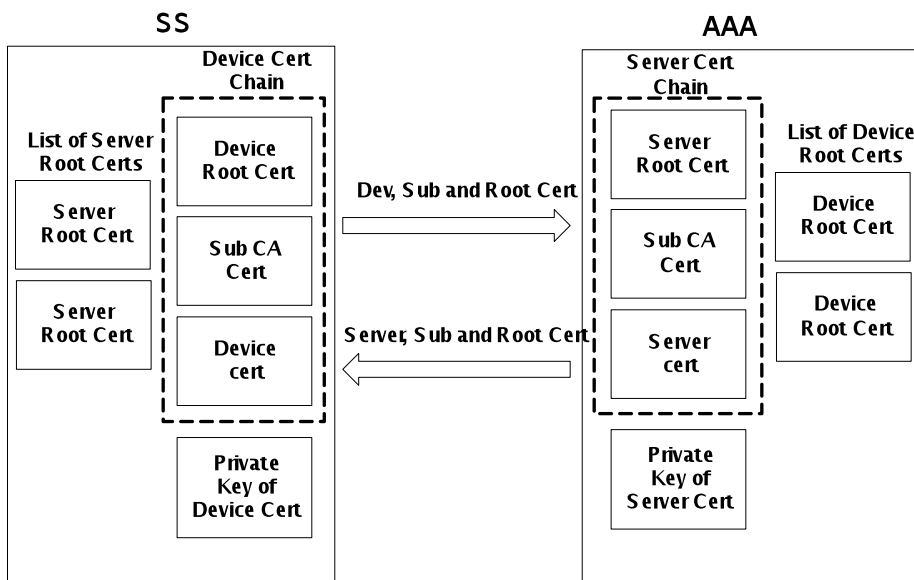 SS
AAA
Device Cert
Chain
List of Server
Root Certs
Server
Root Cert
Server
Root Cert
Device
Root Cert
Sub CA
Cert
Device
cert
Private
Key of
Device Cert
Dev, Sub and Root Cert
Server, Sub and Root Cert
Server Cert
Chain
Server
Root Cert
Sub CA
Cert
Server
cert
Private
Key of
Server Cert
List of Device
Root Certs
Device
Root Cert
Device
Root Cert